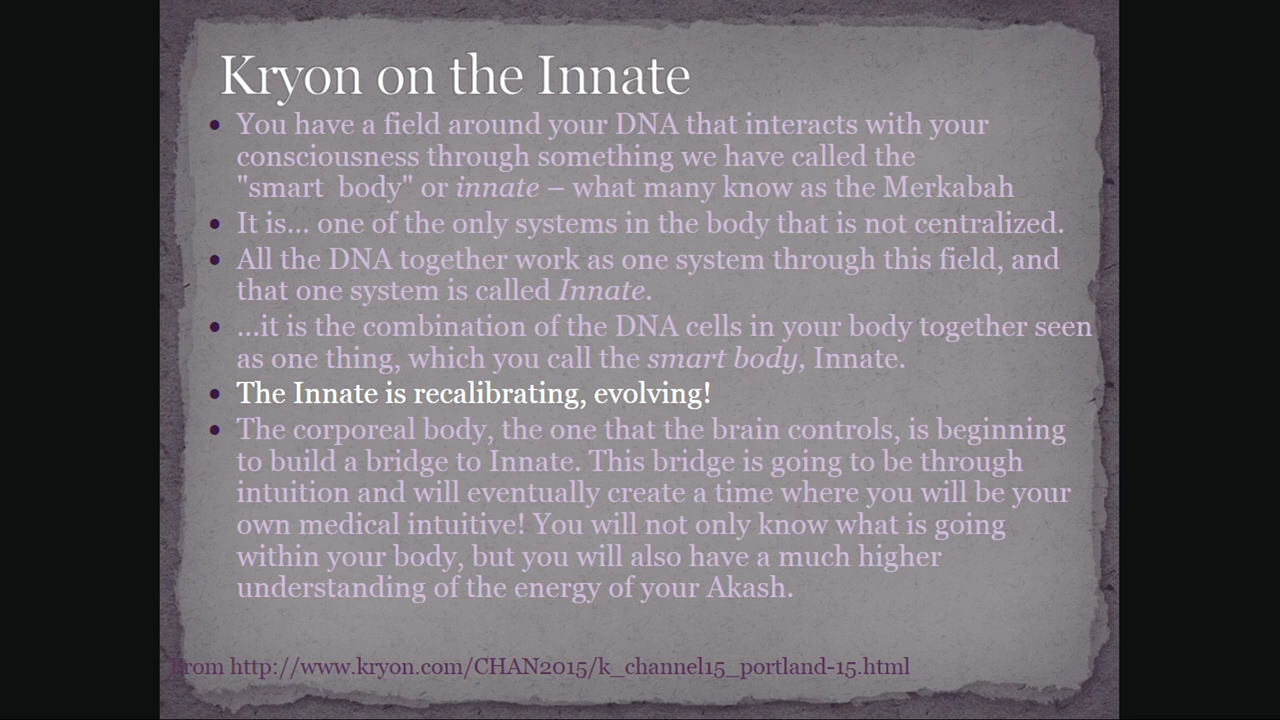 Kryon on the Innate
• You have a field around your DNA that interacts with your
consciousness through something we have called the
"smart body" or innate – what many know as the Merkabah
• It is... one of the only systems in the body that is not centralized.
• All the DNA together work as one system through this field, and
that one system is called Innate.
• ...it is the combination of the DNA cells in your body together seen
as one thing, which you call the smart body, Innate.
• The Innate is recalibrating, evolving!
• The corporeal body, the one that the brain controls, is beginning
to build a bridge to Innate. This bridge is going to be through
intuition and will eventually create a time where you will be your
own medical intuitive! You will not only know what is going
within your body, but you will also have a much higher
understanding of the energy of your Akash.
From http://www.kryon.com/CHAN2015/k_channel15_portland-15.html